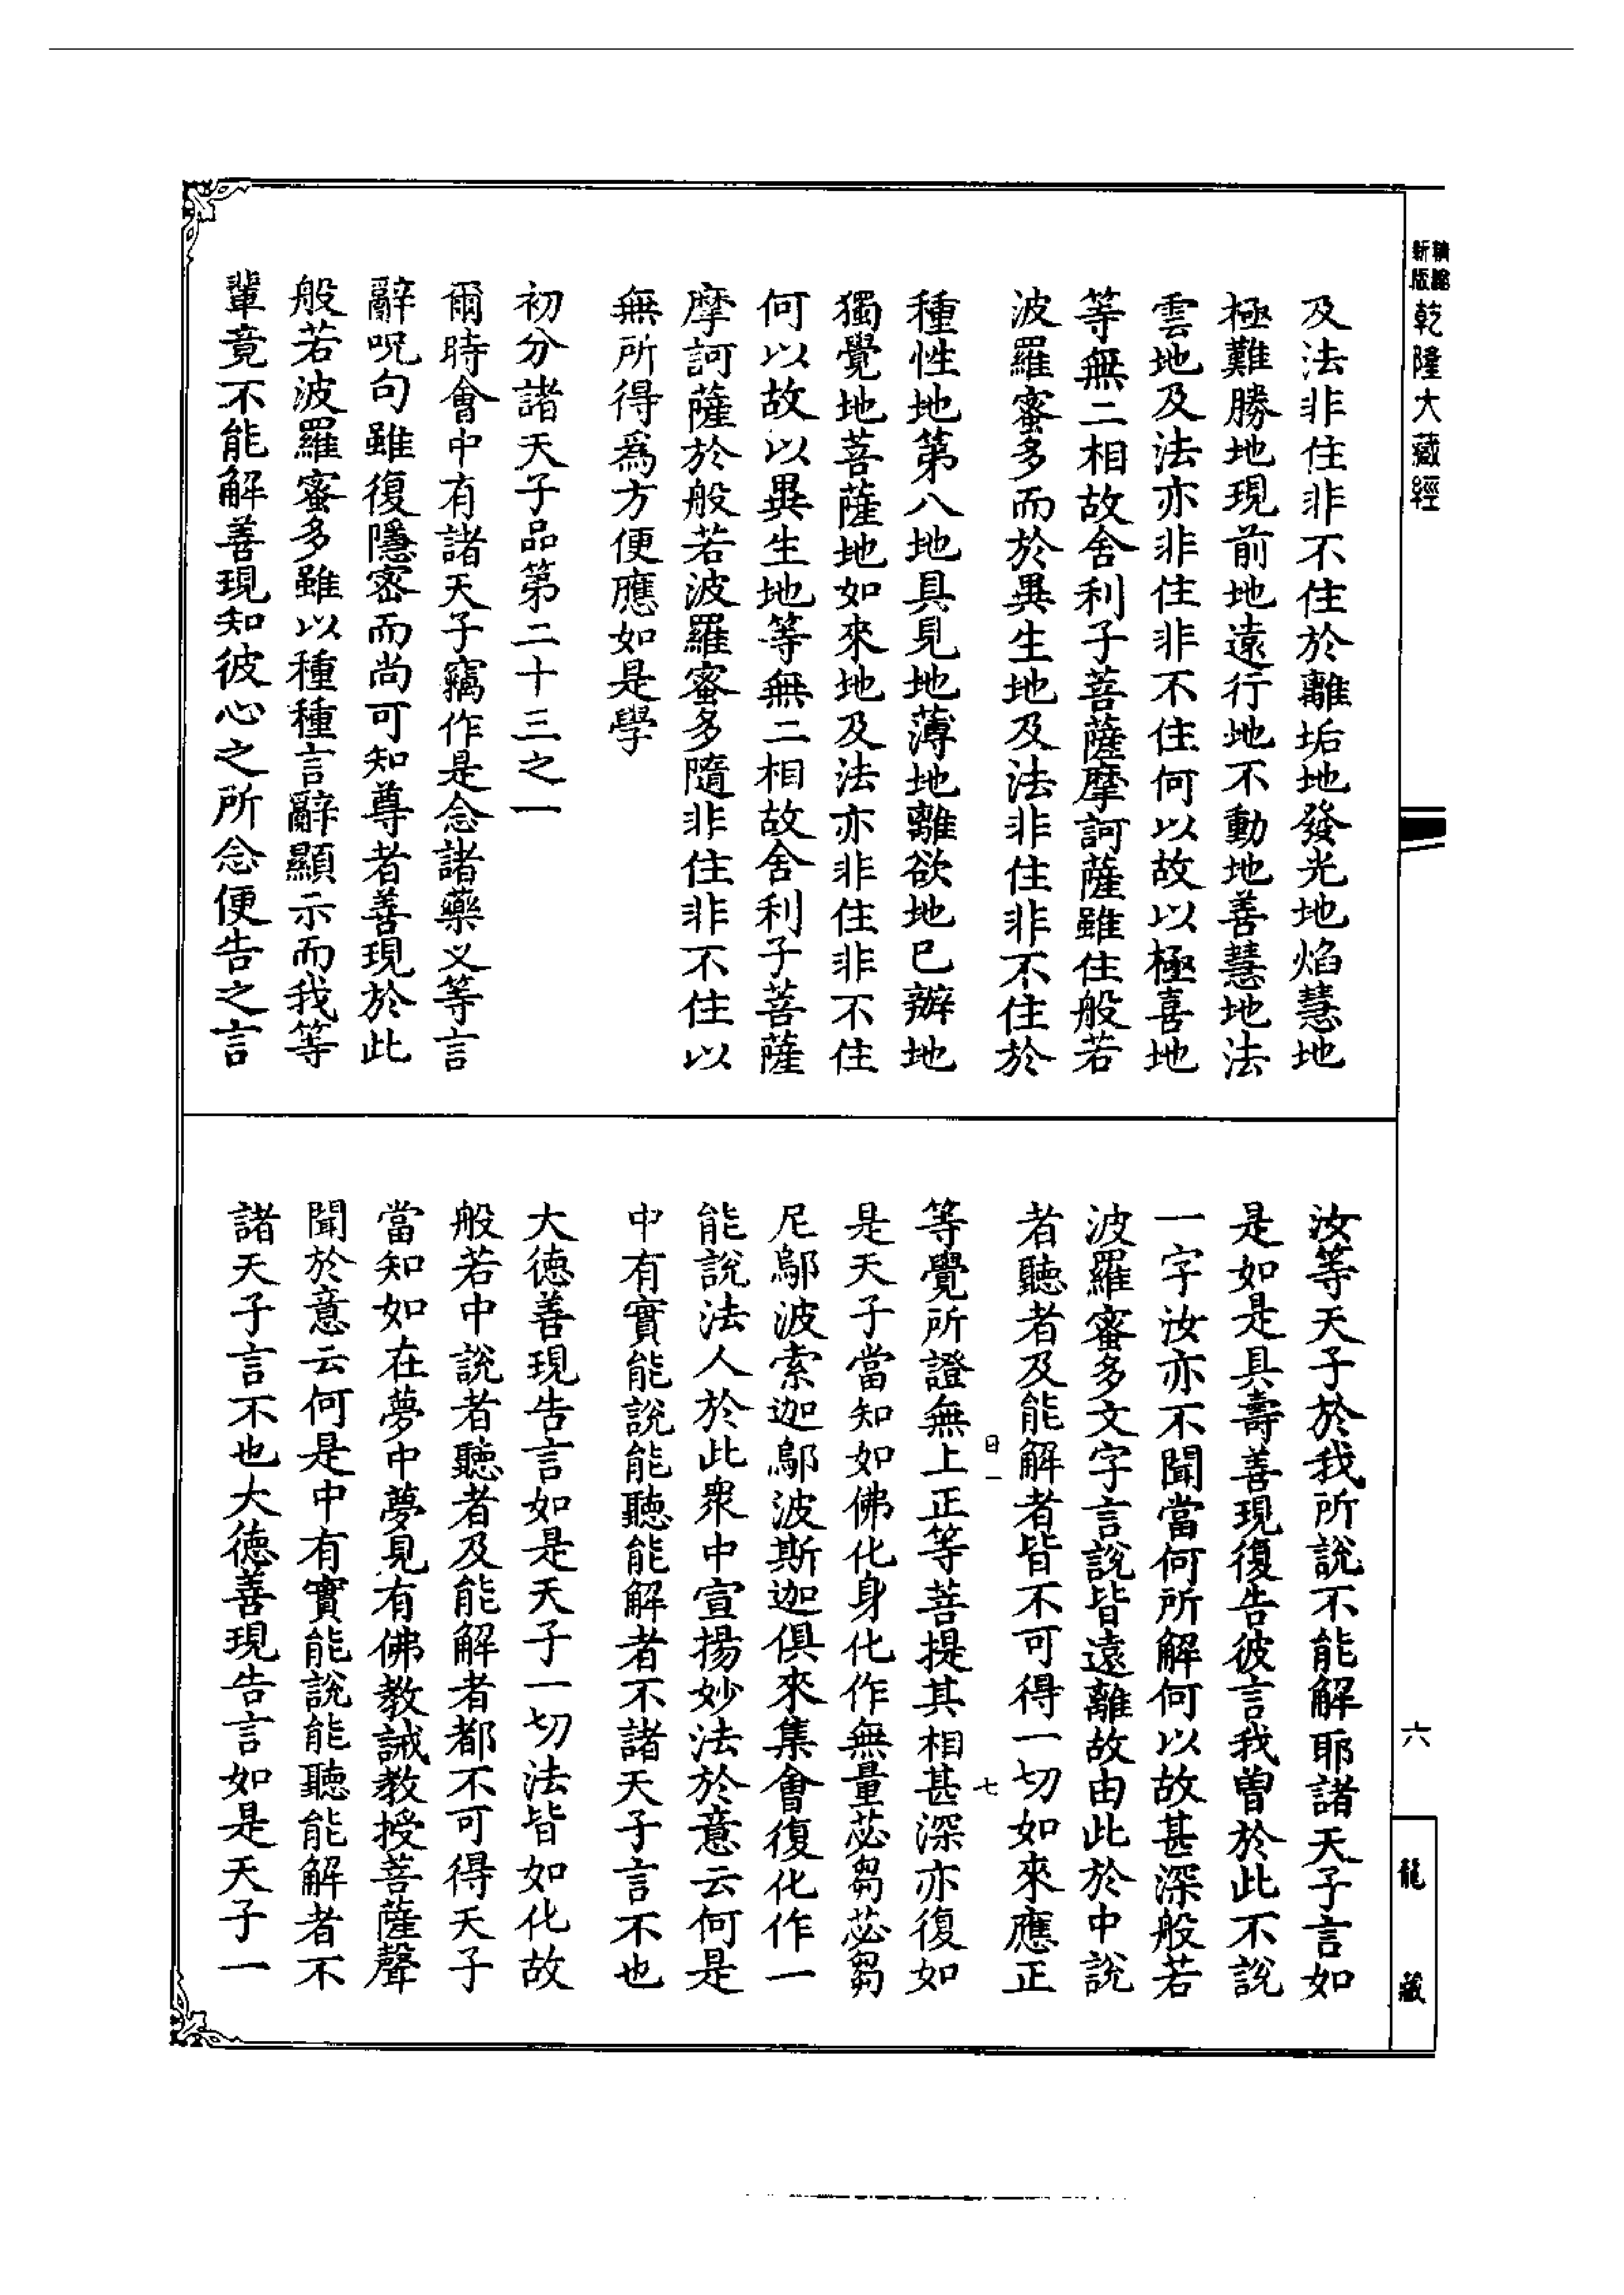 新版精縮乾隆大藏經
及法非住非不住於離垢地發光地焰慧地
極難勝地現前地遠行地不動地善慧地法
雲地及法亦非住非不住何以故以極喜地
等無二相故舍利子菩薩摩訶薩雖住般若
波羅蜜多而於異生地及法非住非不住於
種性地第八地具見地薄地離欲地已辦地
獨覺地菩薩地如來地及法亦非住非不住
何以故以異生地等無二相故舍利子菩薩
摩訶薩於般若波羅蜜多隨非住非不住以
無所得爲方便應如是學
初分諸天子品第二十三之一
爾時會中有諸天子竊作是念諸藥叉等言
辭呪句雖復隱密而尚可知尊者善現於此
般若波羅蜜多雖以種種言辭顯示而我等
輩竟不能解善現知彼心之所念便告之言
汝等天子於我所說不能解耶諸天子言如
是如是具壽善現復告彼言我曾於此不說
一字汝亦不聞當何所解何以故甚深般若
波羅蜜多文字言說皆遠離故由此於中說
者聽者及能解者皆不可得一切如來應正
等覺所證無上正等菩提其相甚深亦復如
是天子當知如佛化身化作無量苾芻苾芻
尼鄔波索迦鄔波斯迦俱來集會復化作一
能說法人於此衆中宣揚妙法於意云何是
中有實能說能聽能解者不諸天子言不也
大德善現告言如是天子一切法皆如化故
般若中說者聽者及能解者都不可得天子
當知如在夢中夢見有佛教誡教授菩薩聲
聞於意云何是中有實能說能聽能解者不
諸天子言不也大德善現告言如是天子一
日一
七
六
龍藏